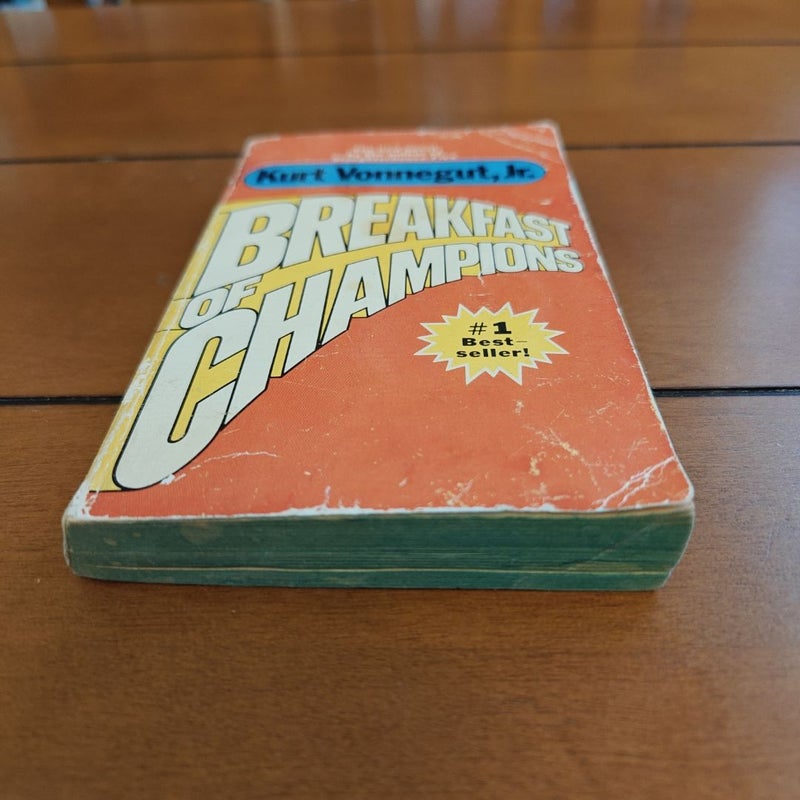 Kurt Vonnegut, Jr.
BREAKFAST
OF
CHAMPIONS
#1
Best-
seller!